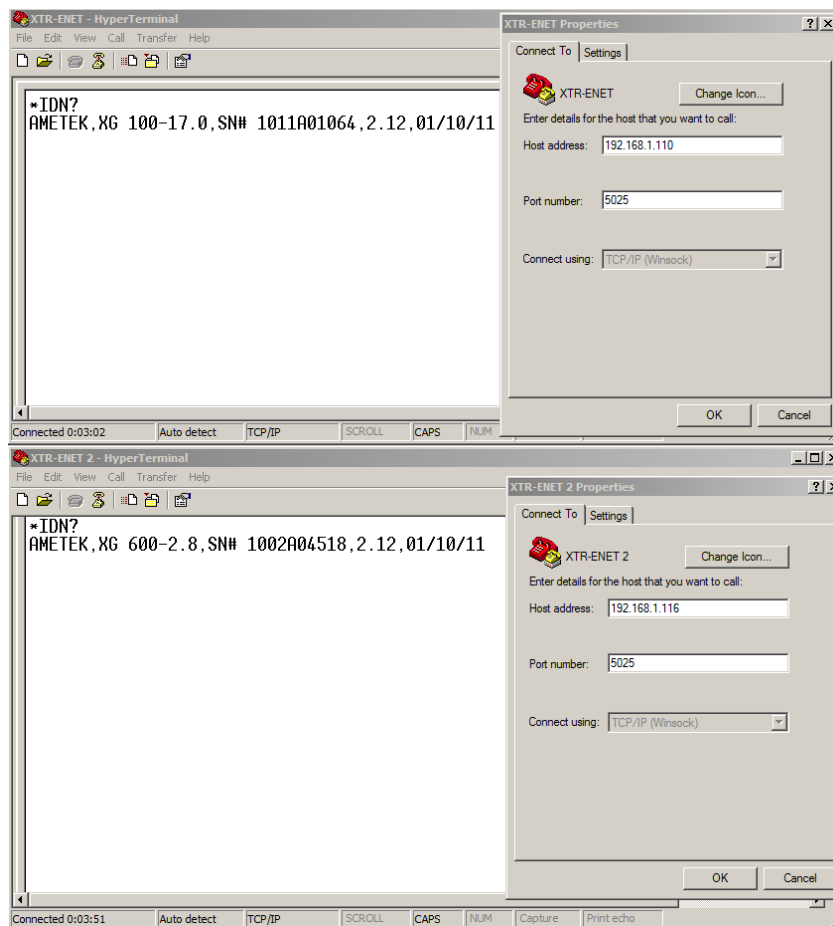 XTR-ENET - HyperTerminal
File Edit View Call Transfer Help
*IDN?
AMETEK,XG 100-17.0,SN# 1011A01064,2.12,01/10/11
Connected 0:03:02 Auto detect TCP/IP SCROLL CAPS NUM
XTR-ENET Properties
Connect To Settings
XTR-ENET Change Icon...
Enter details for the host that you want to call:
Host address: 192.168.1.110
Port number: 5025
Connect using: TCP/IP (Winsock)
OK Cancel
XTR-ENET 2 - HyperTerminal
File Edit View Call Transfer Help
*IDN?
AMETEK,XG 600-2.8,SN# 1002A04518,2.12,01/10/11
Connected 0:03:51 Auto detect TCP/IP SCROLL CAPS NUM Capture Print echo
XTR-ENET 2 Properties
Connect To Settings
XTR-ENET 2 Change Icon...
Enter details for the host that you want to call:
Host address: 192.168.1.116
Port number: 5025
Connect using: TCP/IP (Winsock)
OK Cancel